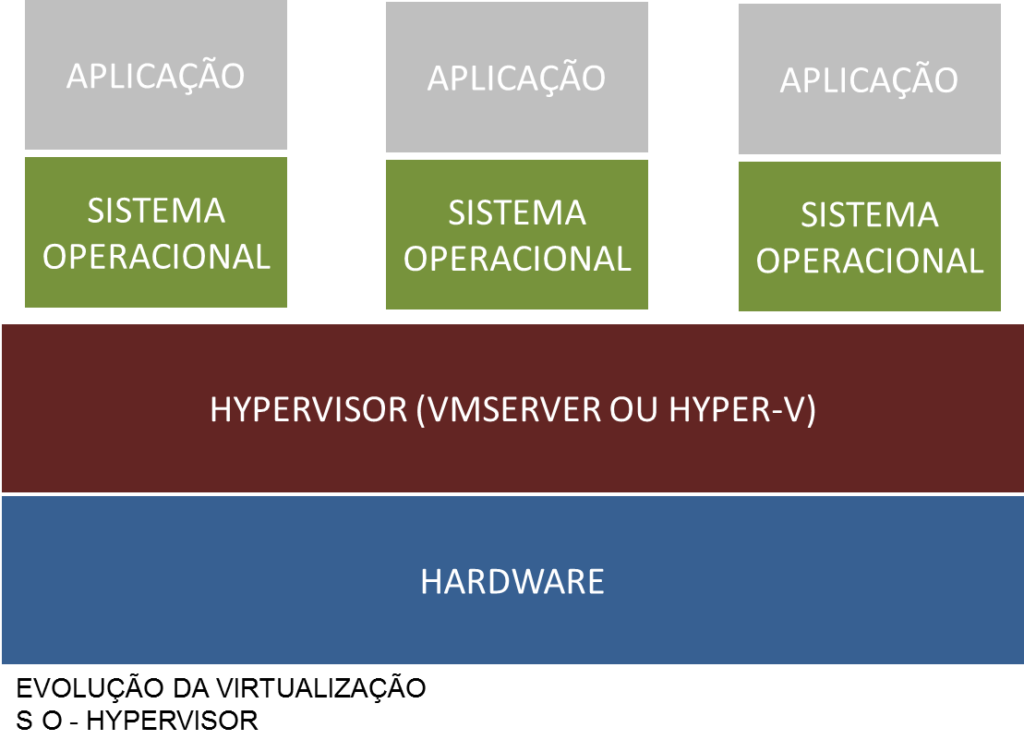 APLICAÇÃO
APLICAÇÃO
APLICAÇÃO
SISTEMA
OPERACIONAL
SISTEMA
OPERACIONAL
SISTEMA
OPERACIONAL
HYPERVISOR (VMSERVER OU HYPER-V)
HARDWARE
EVOLUÇÃO DA VIRTUALIZAÇÃO
S O - HYPERVISOR